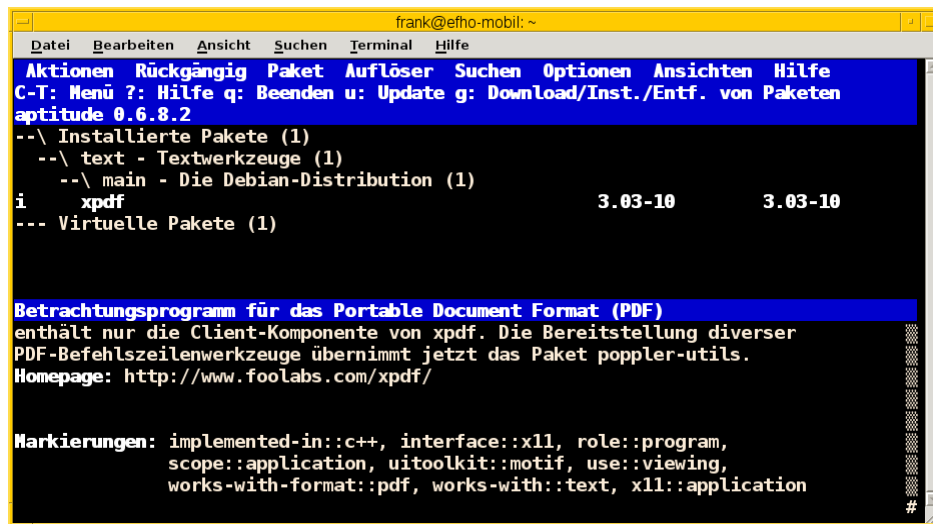 frank@efho-mobil: ~
Datei Bearbeiten Ansicht Suchen Terminal Hilfe
Aktionen Rückgängig Paket Auflöser Suchen Optionen Ansichten Hilfe
C-T: Menü ?: Hilfe q: Beenden u: Update g: Download/Inst./Entf. von Paketen
aptitude 0.6.8.2
--\ Installierte Pakete (1)
--\ text - Textwerkzeuge (1)
--\ main - Die Debian-Distribution (1)
i xpdf 3.03-10 3.03-10
--- Virtuelle Pakete (1)
Betrachtungsprogramm für das Portable Document Format (PDF)
enthält nur die Client-Komponente von xpdf. Die Bereitstellung diverser
PDF-Befehlszeilenwerkzeuge übernimmt jetzt das Paket poppler-utils.
Homepage: http://www.foolabs.com/xpdf/
Markierungen: implemented-in::c++, interface::x11, role::program,
scope::application, uitoolkit::motif, use::viewing,
works-with-format::pdf, works-with::text, x11::application
#